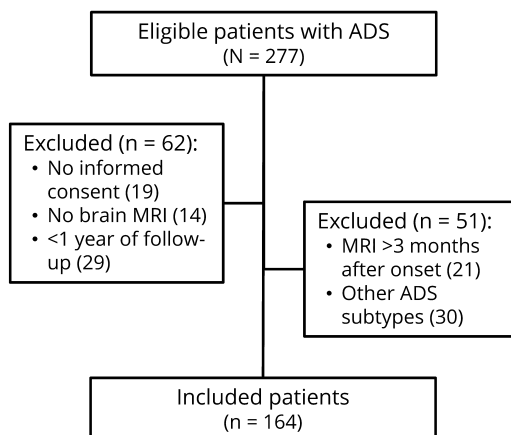 Eligible patients with ADS
(N = 277)
Excluded (n = 62):
• No informed
consent (19)
• No brain MRI (14)
• <1 year of follow-
up (29)
Excluded (n = 51):
• MRI >3 months
after onset (21)
• Other ADS
subtypes (30)
Included patients
(n = 164)